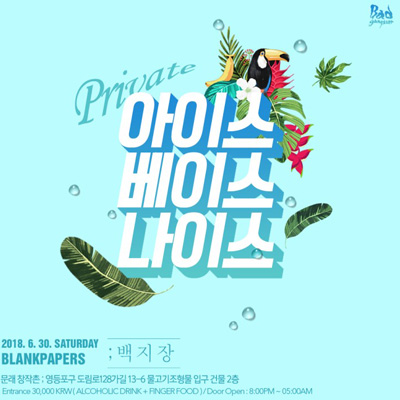 Bad
Private
아이스
베이스
나이스
2018. 6. 30. SATURDAY
BLANKPAPERS
;백지장
문래 창작촌 ; 영등포구 도림로128가길 13-6 물고기조형물 입구 건물 2층
Entrance 30,000 KRW( ALCOHOLIC DRINK + FINGER FOOD ) / Door Open : 8:00PM ~ 05:00AM